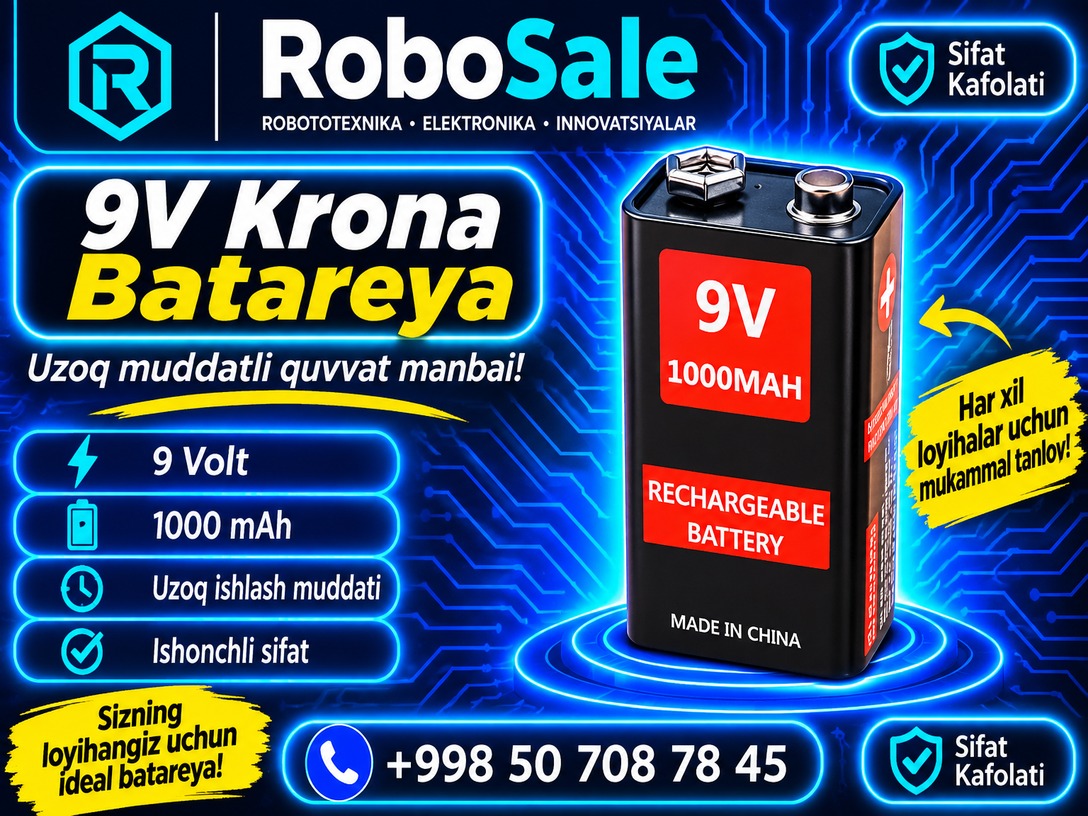 RoboSale
ROBOTOTEXNIKA • ELEKTRONIKA • INNOVATSIYALAR
Sifat
Kafolati
9V Krona
Batareya
Uzoq muddatli quvvat manbai!
9 Volt
1000 mAh
Uzoq ishlash muddati
Ishonchli sifat
9V
1000MAH
RECHARGEABLE
BATTERY
MADE IN CHINA
Har xil
loyihalar uchun
mukammal tanlov!
Sizning
loyihangiz uchun
ideal batareya!
+998 50 708 78 45
Sifat
Kafolati